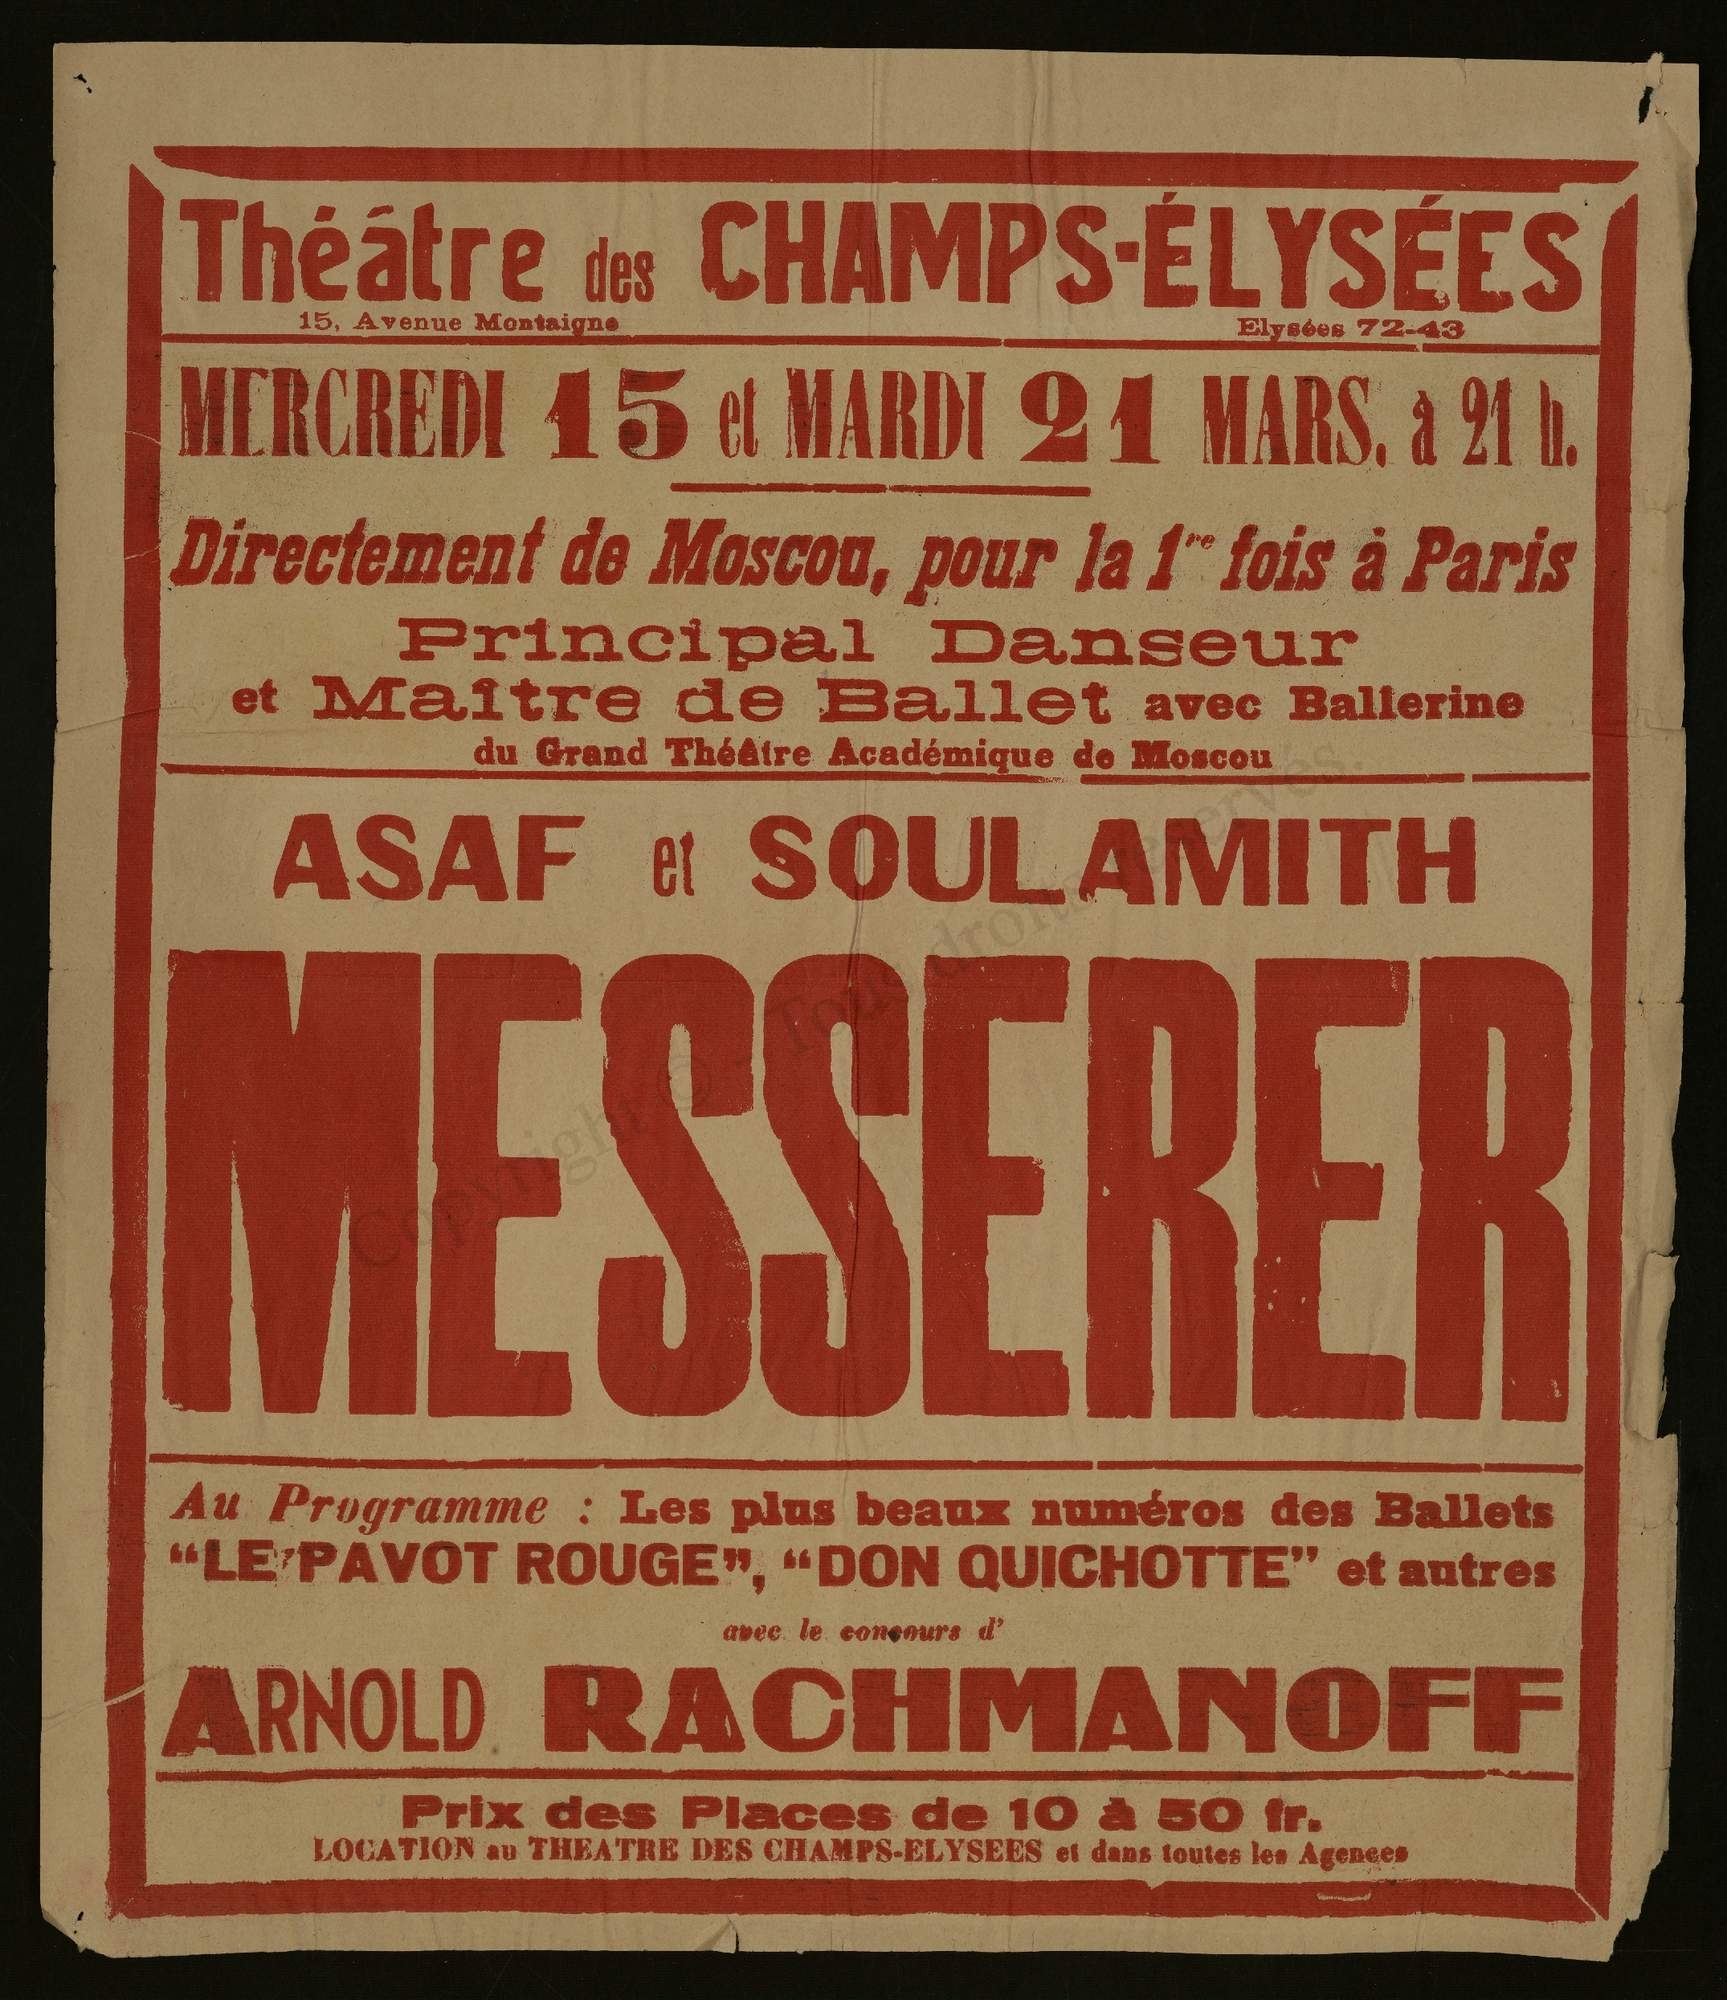 Théâtre des CHAMPS-ÉLYSÉES
15, Avenue Montaigne Elysées 72-43
MERCREDI 15 et MARDI 21 MARS. à 21 h.
Directement de Moscou, pour la 1re fois à Paris
Principal Danseur
et Maître de Ballet avec Ballerine
du Grand Théâtre Académique de Moscou
ASAF et SOULAMITH
MESSERER
Copyright © - Tous droits réservés.
Au Programme : Les plus beaux numéros des Ballets
"LE PAVOT ROUGE", "DON QUICHOTTE" et autres
avec le concours d'
ARNOLD RACHMANOFF
Prix des Places de 10 à 50 fr.
LOCATION au THEATRE DES CHAMPS-ELYSEES et dans toutes les Agences